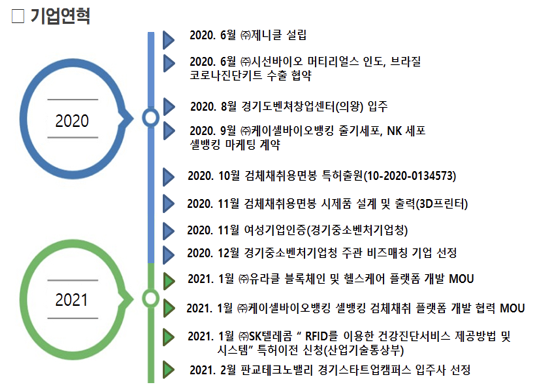 □ 기업연혁
2020. 6월 ㈜제니클 설립
2020. 6월 ㈜시선바이오 머티리얼스 인도, 브라질
코로나진단키트 수출 협약
2020. 8월 경기도벤처창업센터(의왕) 입주
2020. 9월 ㈜케이셀바이오뱅킹 줄기세포, NK 세포
셀뱅킹 마케팅 계약
2020
2020. 10월 검체채취용면봉 특허출원(10-2020-0134573)
2020. 11월 검체채취용면봉 시제품 설계 및 출력(3D프린터)
2020. 11월 여성기업인증(경기중소벤처기업청)
2020. 12월 경기중소벤처기업청 주관 비즈매칭 기업 선정
2021. 1월 ㈜유라클 블록체인 및 헬스케어 플랫폼 개발 MOU
2021
2021. 1월 ㈜케이셀바이오뱅킹 셀뱅킹 검체채취 플랫폼 개발 협력 MOU
2021. 1월 ㈜SK텔레콤 “ RFID를 이용한 건강진단서비스 제공방법 및
시스템” 특허이전 신청(산업기술통상부)
2021. 2월 판교테크노밸리 경기스타트업캠퍼스 입주사 선정